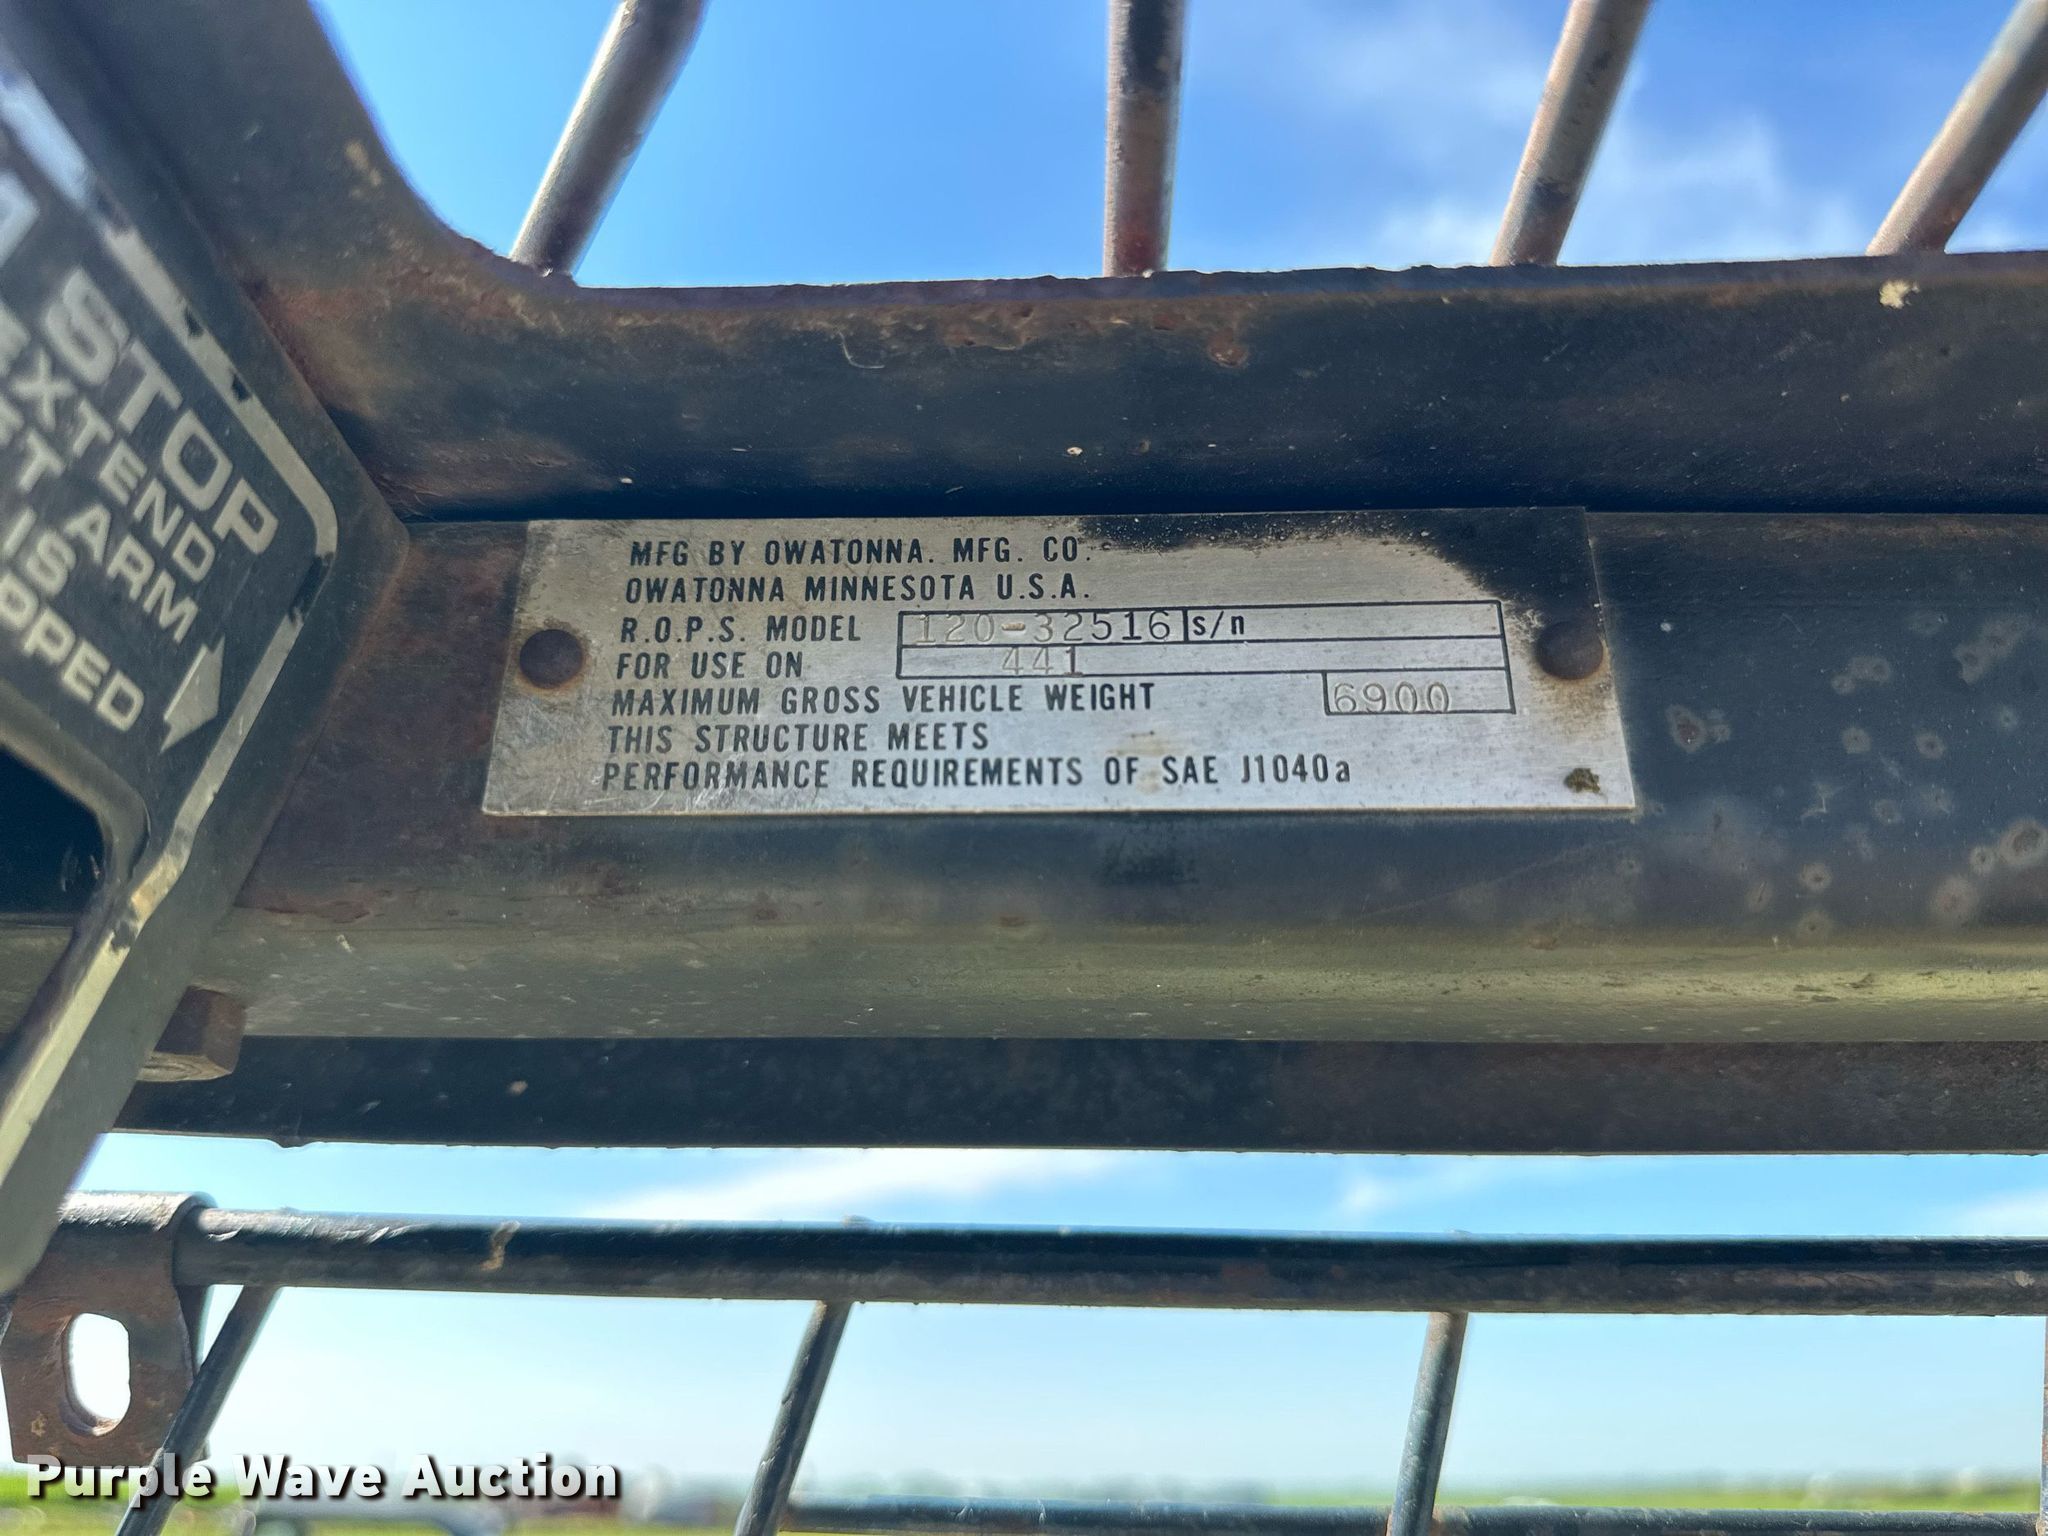 STOP
EXTEND
ARM
IS
MFG BY OWATONNA. MFG. CO.
OWATONNA MINNESOTA U.S.A.
R.O.P.S. MODEL 120-32516 s/n
FOR USE ON 441
MAXIMUM GROSS VEHICLE WEIGHT 6900
THIS STRUCTURE MEETS
PERFORMANCE REQUIREMENTS OF SAE J1040a
Purple Wave Auction